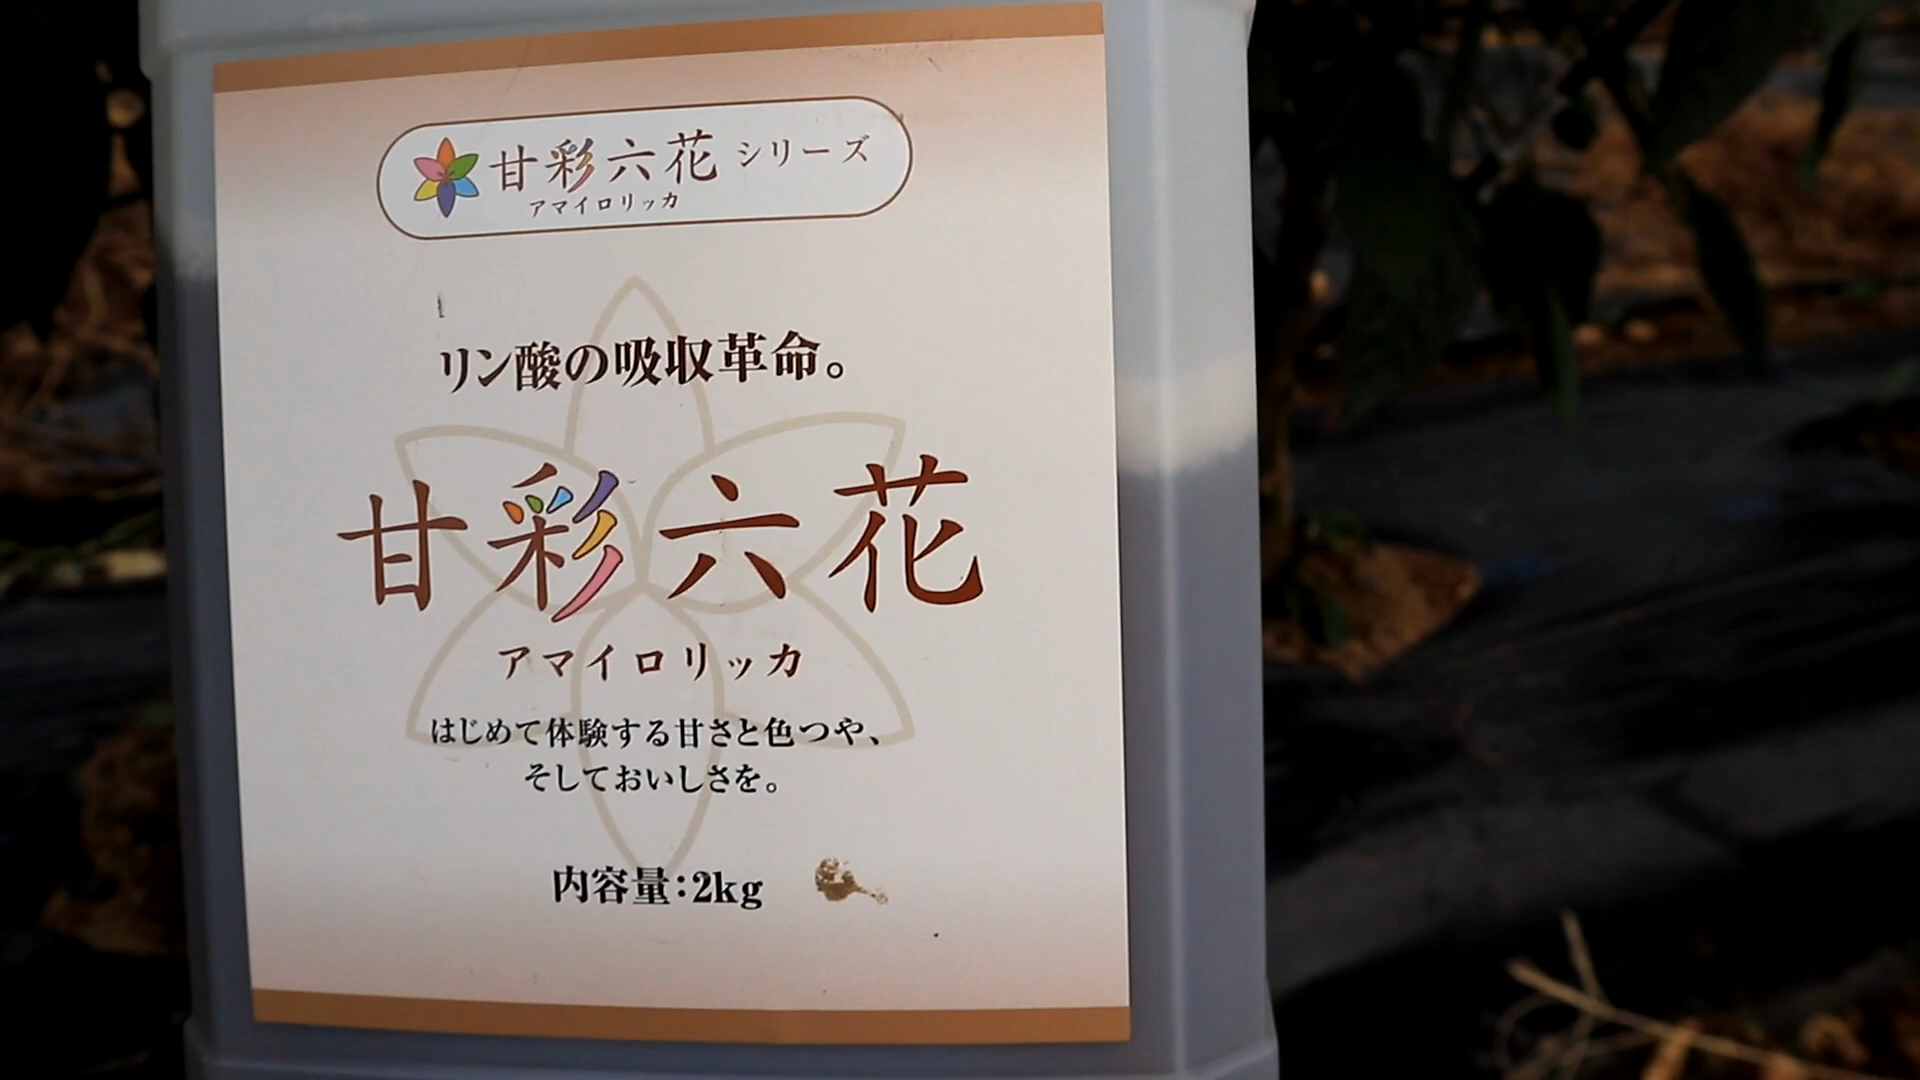 甘彩六花シリーズ
アマイロリッカ
リン酸の吸収革命。
甘彩六花
アマイロリッカ
はじめて体験する甘さと色つや、
そしておいしさを。
内容量：2kg